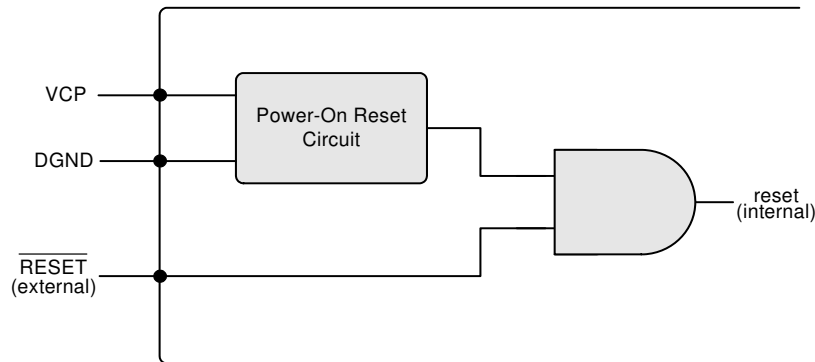 VCP
Power-On Reset
Circuit
DGND
reset
(internal)
RESET
(external)